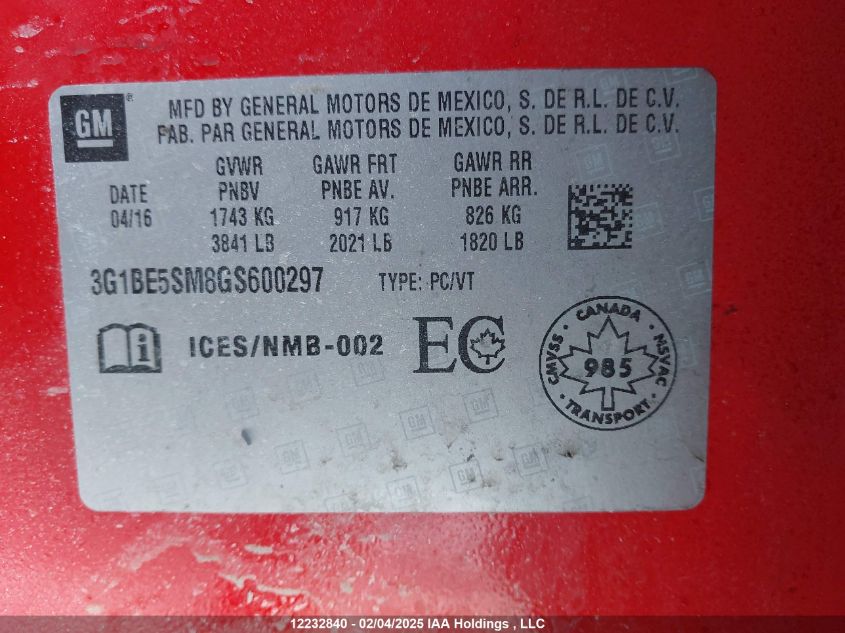 GM
MFD BY GENERAL MOTORS DE MEXICO, S. DE R.L. DE C.V.
FAB. PAR GENERAL MOTORS DE MEXICO, S. DE R.L. DE C.V.
GVWR GAWR FRT GAWR RR
DATE PNBV PNBE AV. PNBE ARR.
04/16 1743 KG 917 KG 826 KG
3841 LB 2021 LB 1820 LB
3G1BE5SM8GS600297 TYPE: PC/VT
i ICES/NMB-002 EC
CANADA
CMVSS 985 NSVAC
TRANSPORT
12232840 - 02/04/2025 IAA Holdings , LLC